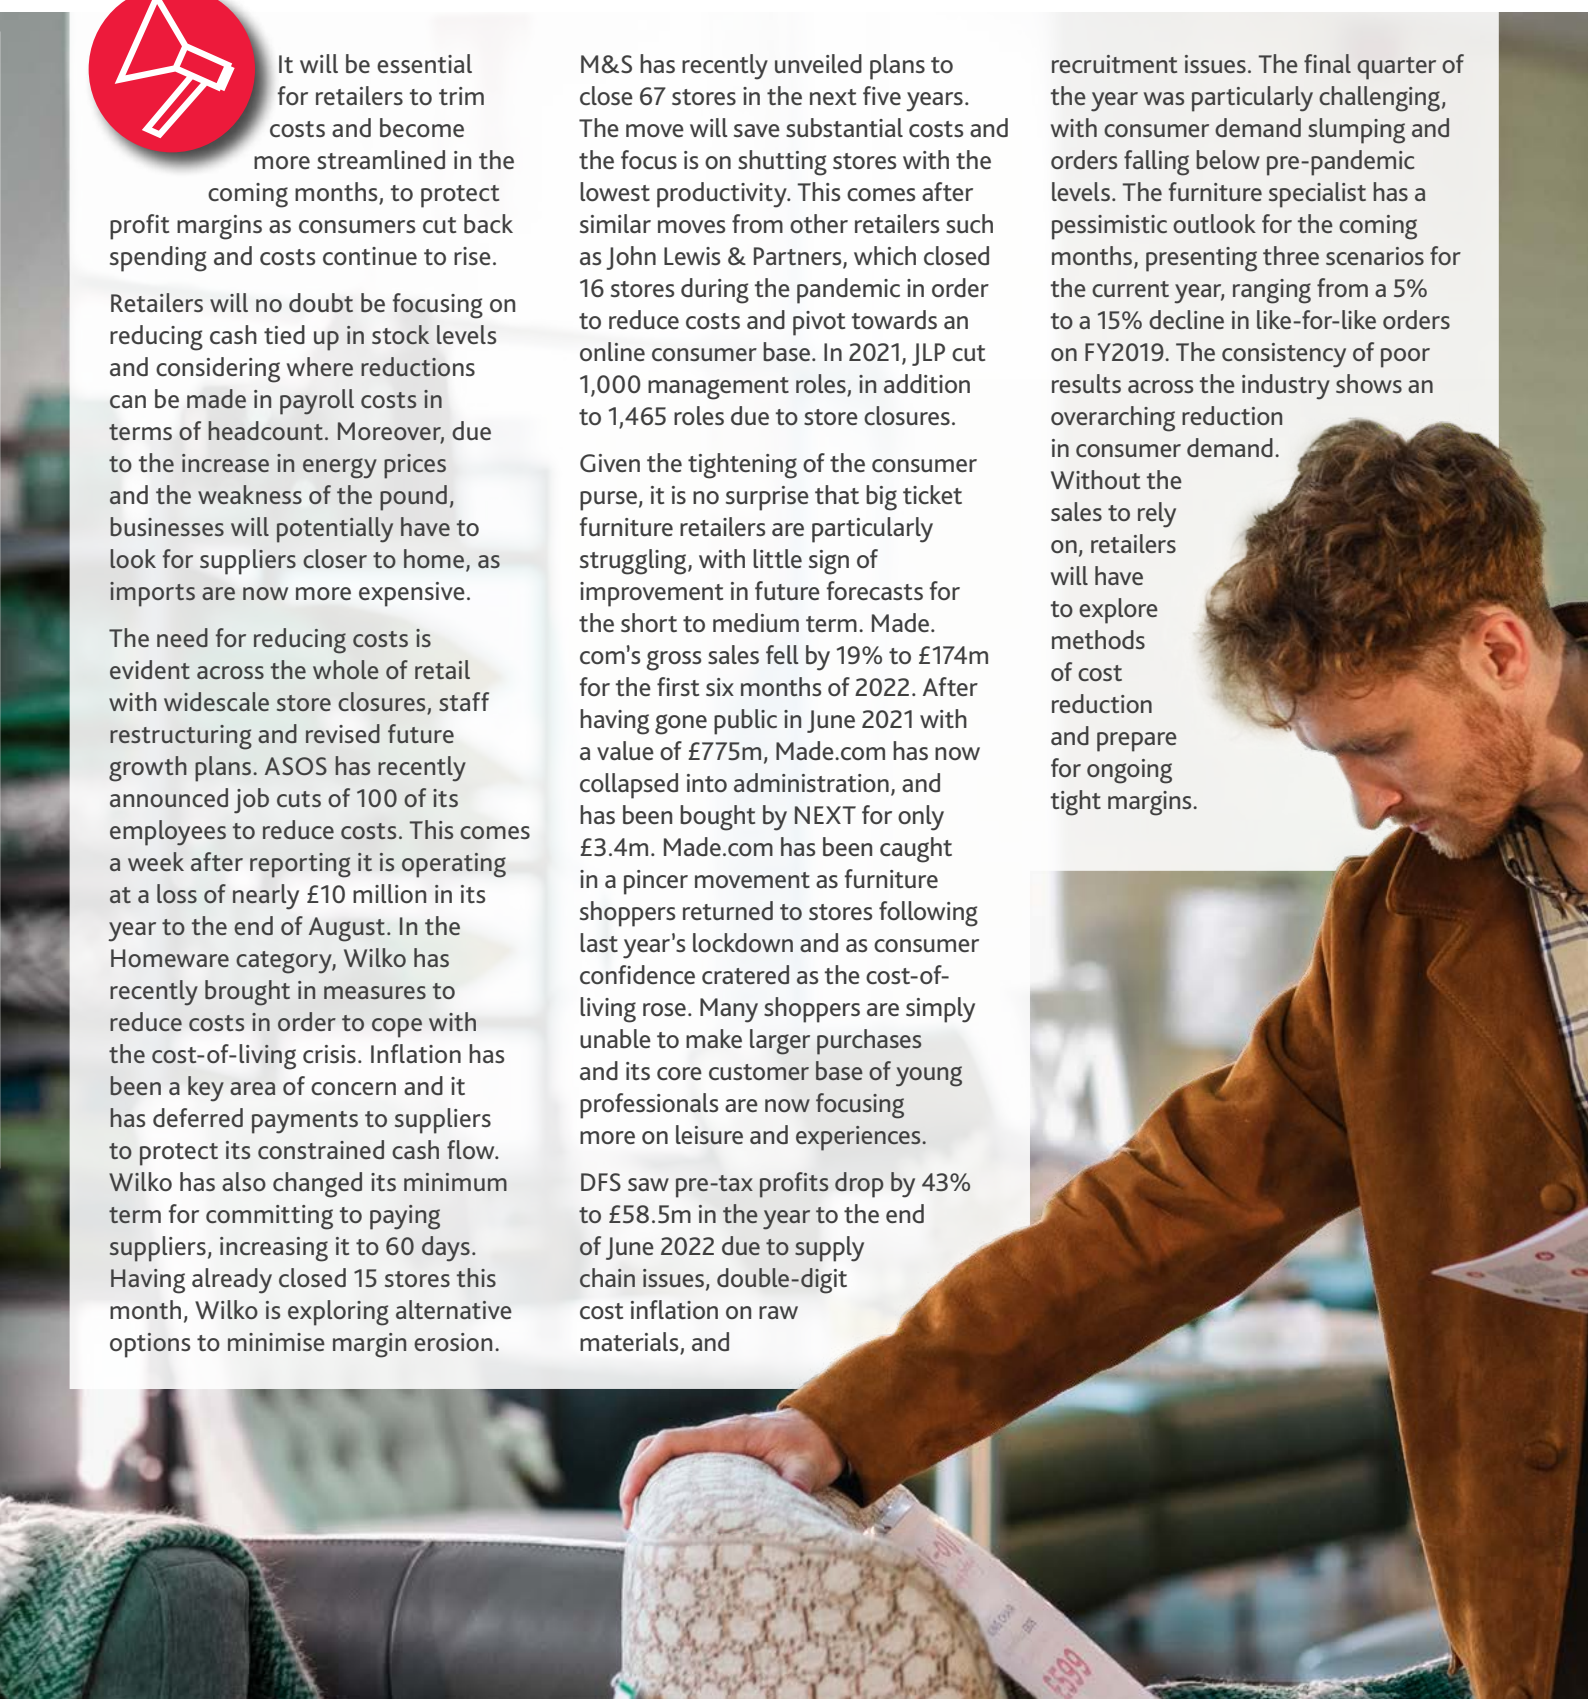 It will be essential
for retailers to trim
costs and become
more streamlined in the
coming months, to protect
profit margins as consumers cut back
spending and costs continue to rise.
Retailers will no doubt be focusing on
reducing cash tied up in stock levels
and considering where reductions
can be made in payroll costs in
terms of headcount. Moreover, due
to the increase in energy prices
and the weakness of the pound,
businesses will potentially have to
look for suppliers closer to home, as
imports are now more expensive.
The need for reducing costs is
evident across the whole of retail
with widescale store closures, staff
restructuring and revised future
growth plans. ASOS has recently
announced job cuts of 100 of its
employees to reduce costs. This comes
a week after reporting it is operating
at a loss of nearly £10 million in its
year to the end of August. In the
Homeware category, Wilko has
recently brought in measures to
reduce costs in order to cope with
the cost-of-living crisis. Inflation has
been a key area of concern and it
has deferred payments to suppliers
to protect its constrained cash flow.
Wilko has also changed its minimum
term for committing to paying
suppliers, increasing it to 60 days.
Having already closed 15 stores this
month, Wilko is exploring alternative
options to minimise margin erosion.
M&S has recently unveiled plans to
close 67 stores in the next five years.
The move will save substantial costs and
the focus is on shutting stores with the
lowest productivity. This comes after
similar moves from other retailers such
as John Lewis & Partners, which closed
16 stores during the pandemic in order
to reduce costs and pivot towards an
online consumer base. In 2021, JLP cut
1,000 management roles, in addition
to 1,465 roles due to store closures.
Given the tightening of the consumer
purse, it is no surprise that big ticket
furniture retailers are particularly
struggling, with little sign of
improvement in future forecasts for
the short to medium term. Made.
com's gross sales fell by 19% to £174m
for the first six months of 2022. After
having gone public in June 2021 with
a value of £775m, Made.com has now
collapsed into administration, and
has been bought by NEXT for only
£3.4m. Made.com has been caught
in a pincer movement as furniture
shoppers returned to stores following
last year's lockdown and as consumer
confidence cratered as the cost-of-
living rose. Many shoppers are simply
unable to make larger purchases
and its core customer base of young
professionals are now focusing
more on leisure and experiences.
DFS saw pre-tax profits drop by 43%
to £58.5m in the year to the end
of June 2022 due to supply
chain issues, double-digit
cost inflation on raw
materials, and
recruitment issues. The final quarter of
the year was particularly challenging,
with consumer demand slumping and
orders falling below pre-pandemic
levels. The furniture specialist has a
pessimistic outlook for the coming
months, presenting three scenarios for
the current year, ranging from a 5%
to a 15% decline in like-for-like orders
on FY2019. The consistency of poor
results across the industry shows an
overarching reduction
in consumer demand.
Without the
sales to rely
on, retailers
will have
to explore
methods
of cost
reduction
and prepare
for ongoing
tight margins.
£599